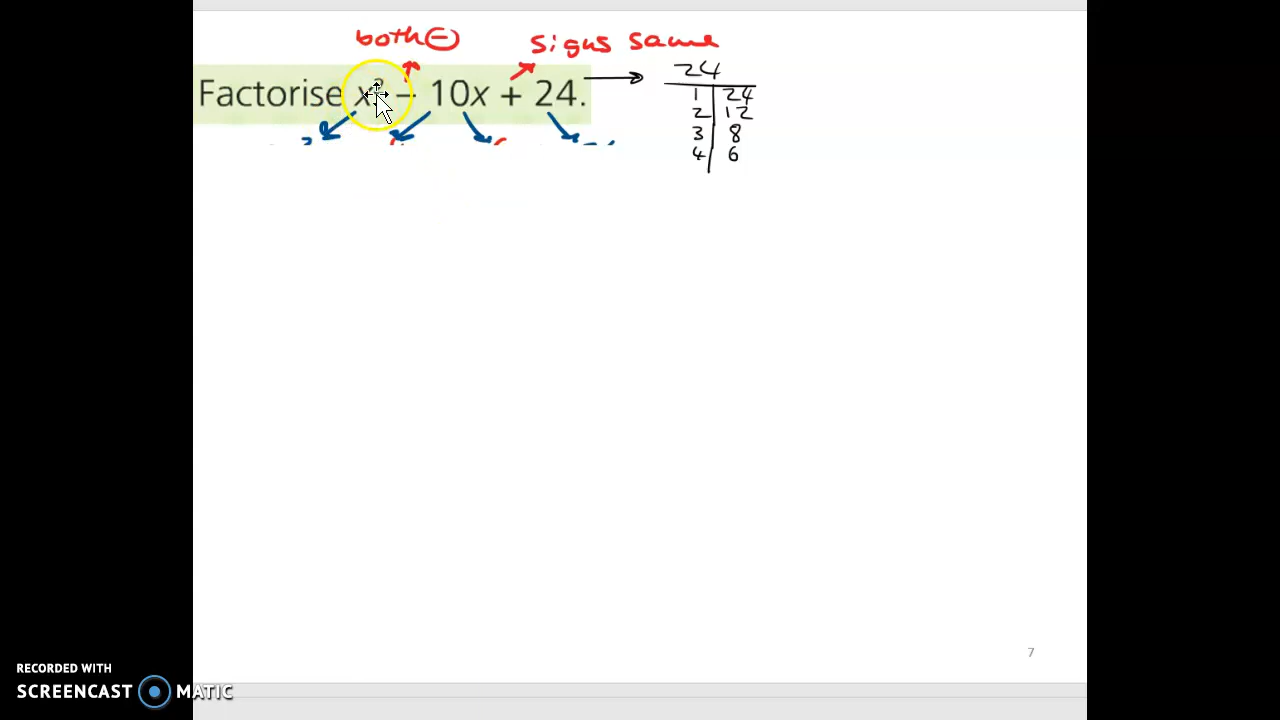 both ⊖
signs same
Factorise x² – 10x + 24.
24
1 24
2 12
3 8
4 6
7
RECORDED WITH
SCREENCAST MATIC